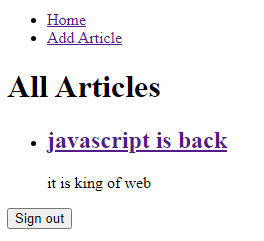 Home
Add Article
All Articles
javascript is back
it is king of web
Sign out